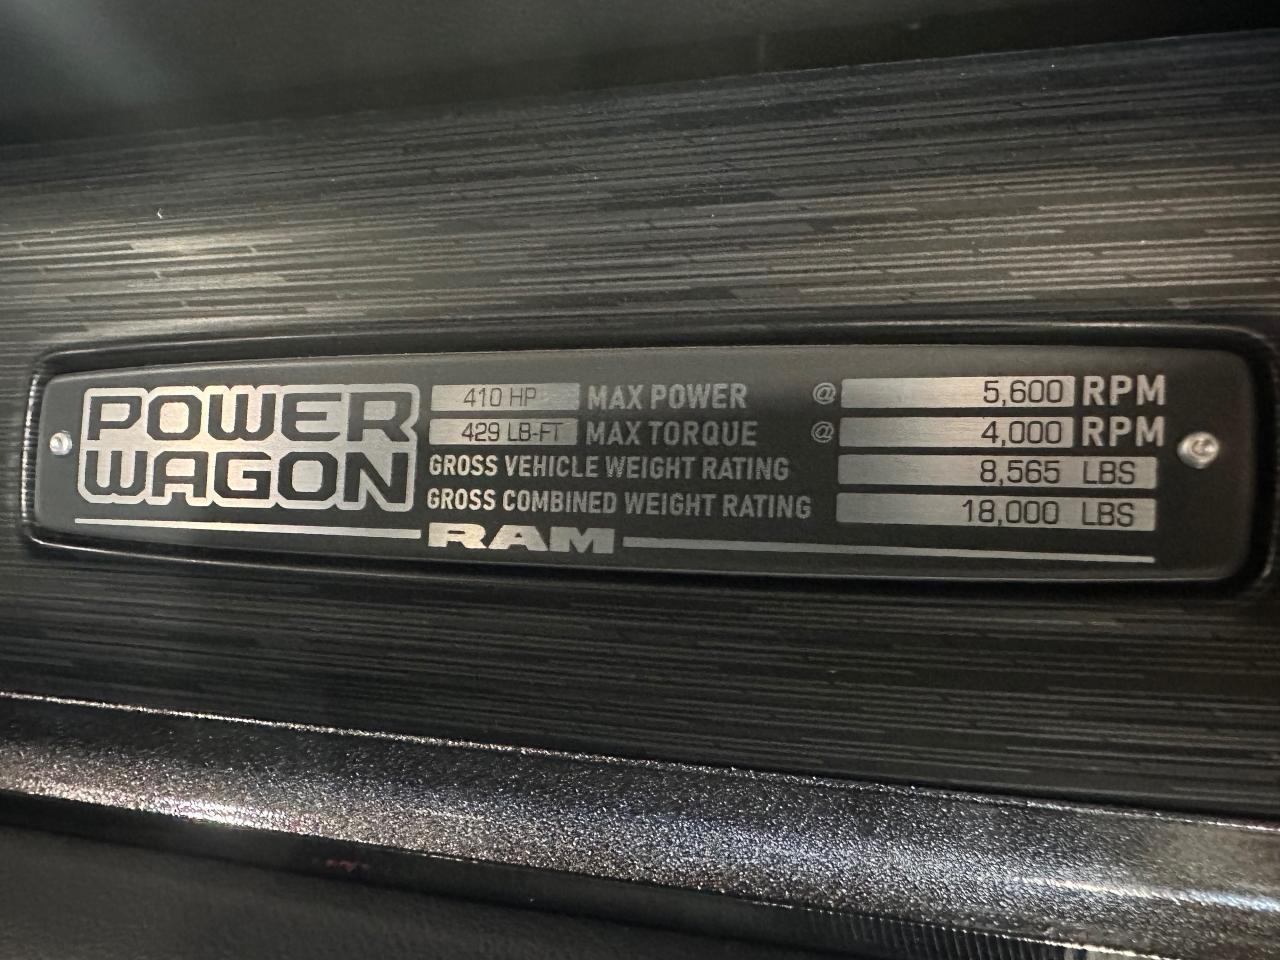 POWER WAGON
410 HP MAX POWER @ 5,600 RPM
429 LB-FT MAX TORQUE @ 4,000 RPM
GROSS VEHICLE WEIGHT RATING 8,565 LBS
GROSS COMBINED WEIGHT RATING 18,000 LBS
RAM